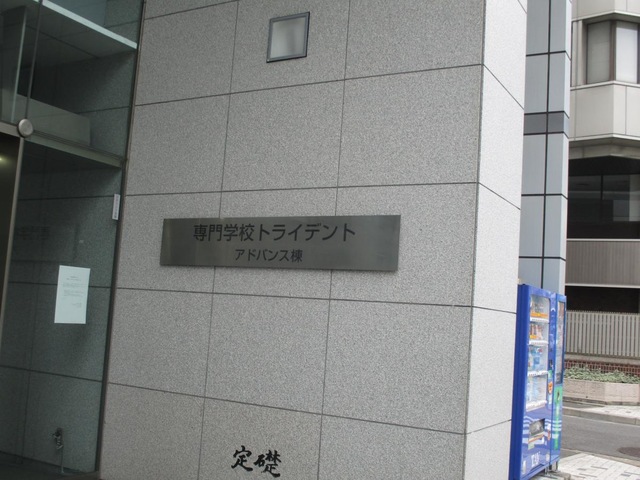 専門学校トライデント
アドバンス棟
定礎